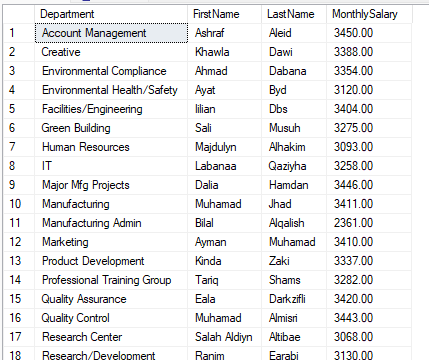 Department FirstName LastName MonthlySalary
1 Account Management Ashraf Aleid 3450.00
2 Creative Khawla Dawi 3388.00
3 Environmental Compliance Ahmad Dabana 3354.00
4 Environmental Health/Safety Ayat Byd 3120.00
5 Facilities/Engineering lilian Dbs 3404.00
6 Green Building Sali Musuh 3275.00
7 Human Resources Majdulyn Alhakim 3093.00
8 IT Labanaa Qaziyha 3258.00
9 Major Mfg Projects Dalia Hamdan 3446.00
10 Manufacturing Muhamad Jhad 3411.00
11 Manufacturing Admin Bilal Alqalish 2361.00
12 Marketing Ayman Muhamad 3410.00
13 Product Development Kinda Zaki 3337.00
14 Professional Training Group Tariq Shams 3282.00
15 Quality Assurance Eala Darkzifli 3420.00
16 Quality Control Muhamad Almisri 3443.00
17 Research Center Salah Aldiyn Altibae 3068.00
18 Research/Development Ranim Earabi 3130.00